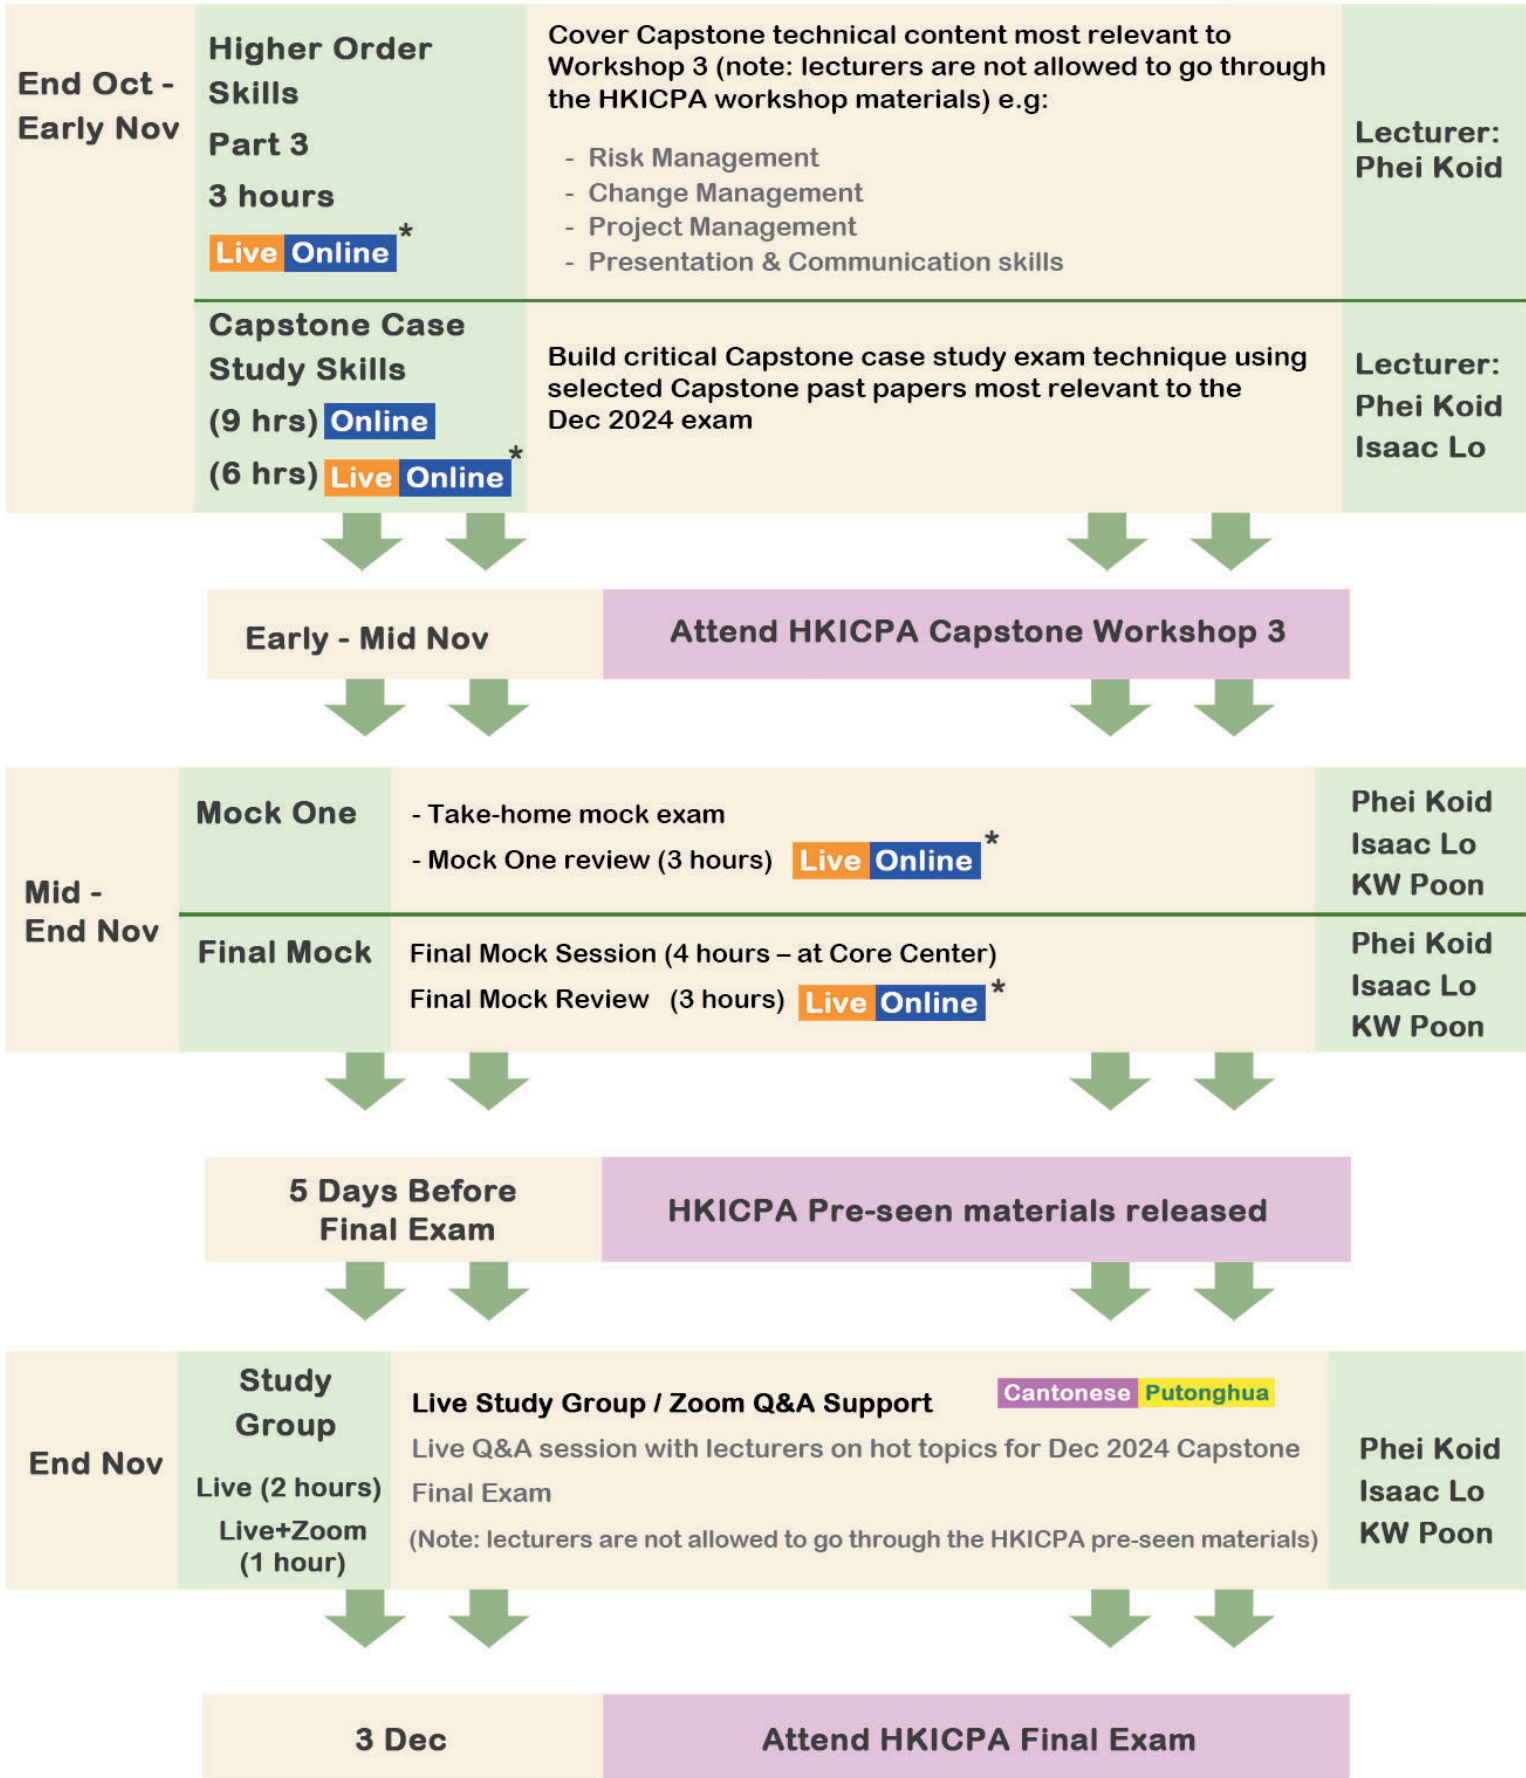 End Oct -
Early Nov
Higher Order
Skills
Part 3
3 hours
Live Online *
Cover Capstone technical content most relevant to
Workshop 3 (note: lecturers are not allowed to go through
the HKICPA workshop materials) e.g:
- Risk Management
- Change Management
- Project Management
- Presentation & Communication skills
Lecturer:
Phei Koid
Capstone Case
Study Skills
(9 hrs) Online
(6 hrs) Live Online *
Build critical Capstone case study exam technique using
selected Capstone past papers most relevant to the
Dec 2024 exam
Lecturer:
Phei Koid
Isaac Lo
Early - Mid Nov
Attend HKICPA Capstone Workshop 3
Mid -
End Nov
Mock One
- Take-home mock exam
- Mock One review (3 hours) Live Online *
Phei Koid
Isaac Lo
KW Poon
Final Mock
Final Mock Session (4 hours – at Core Center)
Final Mock Review (3 hours) Live Online *
Phei Koid
Isaac Lo
KW Poon
5 Days Before
Final Exam
HKICPA Pre-seen materials released
End Nov
Study
Group
Live (2 hours)
Live+Zoom
(1 hour)
Live Study Group / Zoom Q&A Support Cantonese Putonghua
Live Q&A session with lecturers on hot topics for Dec 2024 Capstone
Final Exam
(Note: lecturers are not allowed to go through the HKICPA pre-seen materials)
Phei Koid
Isaac Lo
KW Poon
3 Dec
Attend HKICPA Final Exam